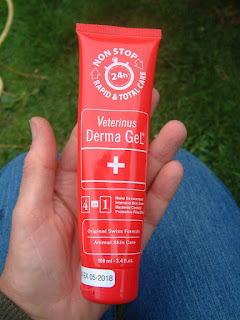 NON STOP
24h
RAPID & TOTAL CARE
Veterinus
Derma GeL®
4 in 1
Original Swiss Formula
Animal Skin Care
100 ml - 3.4 fl.oz.
EX 05-2018